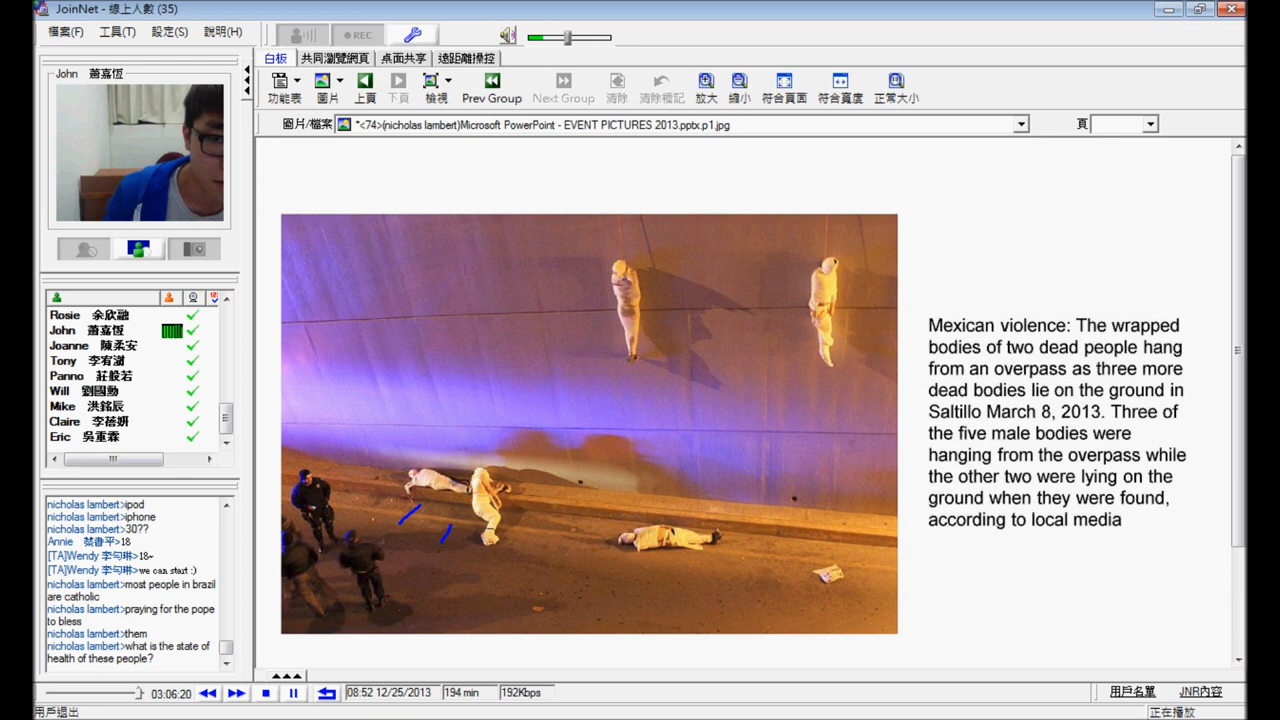 JoinNet - 線上人數 (35)
檔案(F) 工具(T) 設定(S) 說明(H)
REC
白板 共同瀏覽網頁 桌面共享 遠距離操控
功能表 圖片 上頁 下頁 檢視 Prev Group Next Group 清除 清除標記 放大 縮小 符合頁面 符合寬度 正常大小
圖片/檔案 *<74>(nicholas lambert)Microsoft PowerPoint - EVENT PICTURES 2013.pptx.p1.jpg 頁
John 蕭嘉恆
Rosie 余欣融
John 蕭嘉恆
Joanne 陳柔安
Tony 李宥澍
Panno 莊般若
Will 劉國勳
Mike 洪銘辰
Claire 李蓓妍
Eric 吳重霖
nicholas lambert>ipod
nicholas lambert>iphone
nicholas lambert>30??
Annie 平>18
[TA]Wendy 李勻琳>18~
[TA]Wendy 李勻琳>we can start :)
nicholas lambert>most people in brazil
are catholic
nicholas lambert>praying for the pope
to bless
nicholas lambert>them
nicholas lambert>what is the state of
health of these people?
Mexican violence: The wrapped
bodies of two dead people hang
from an overpass as three more
dead bodies lie on the ground in
Saltillo March 8, 2013. Three of
the five male bodies were
hanging from the overpass while
the other two were lying on the
ground when they were found,
according to local media
03:06:20 08:52 12/25/2013 194 min 192Kbps 用戶名單 JNR內容
用戶退出 正在播放